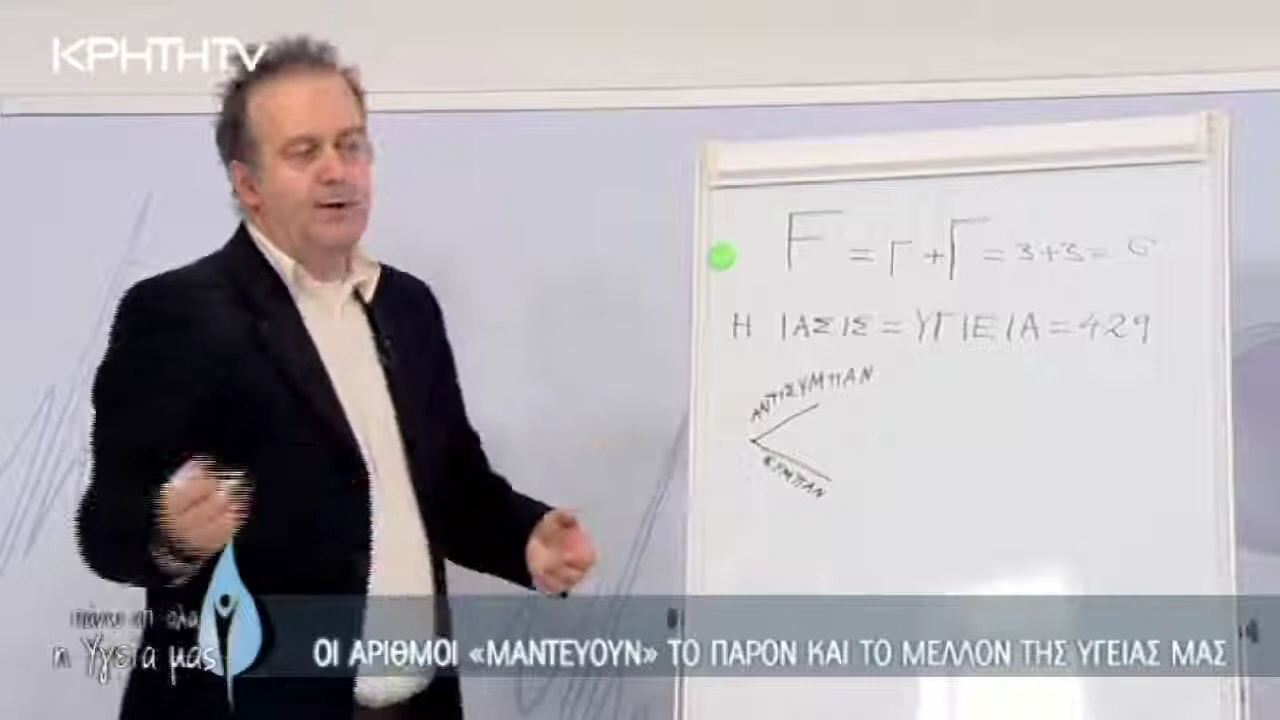 ΚΡΗΤΗTV
F = Γ + Γ = 3+3 = 6
Η ΙΑΣΙΣ = ΥΓΙΕΙΑ = 429
ΑΝΤΙΣΥΜΠΑΝ
ΣΥΜΠΑΝ
πάνω απ' όλα
η Υγεία μας
ΟΙ ΑΡΙΘΜΟΙ «ΜΑΝΤΕΥΟΥΝ» ΤΟ ΠΑΡΟΝ ΚΑΙ ΤΟ ΜΕΛΛΟΝ ΤΗΣ ΥΓΕΙΑΣ ΜΑΣ